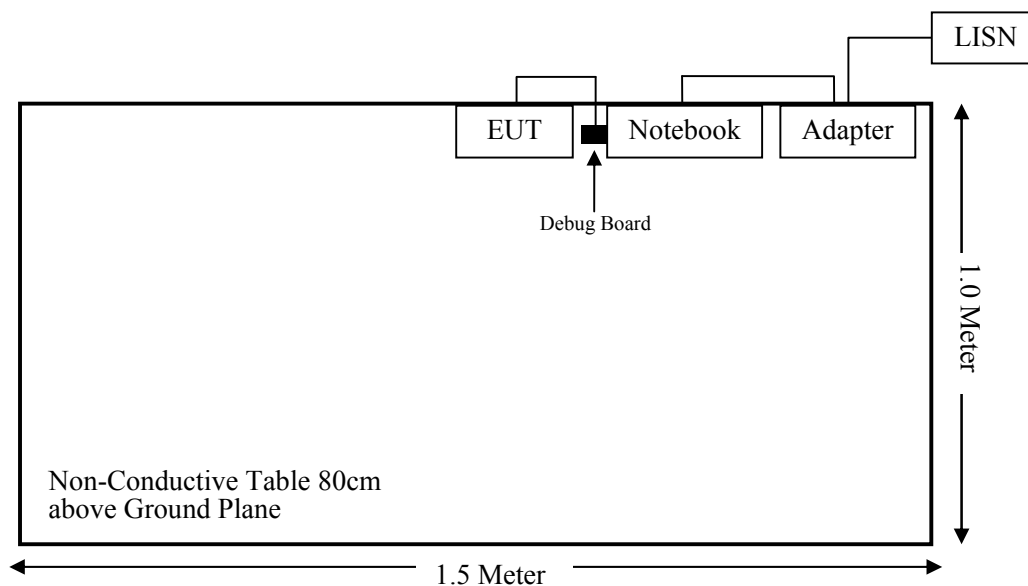 LISN
EUT
Notebook
Adapter
Debug Board
1.0 Meter
Non-Conductive Table 80cm
above Ground Plane
1.5 Meter